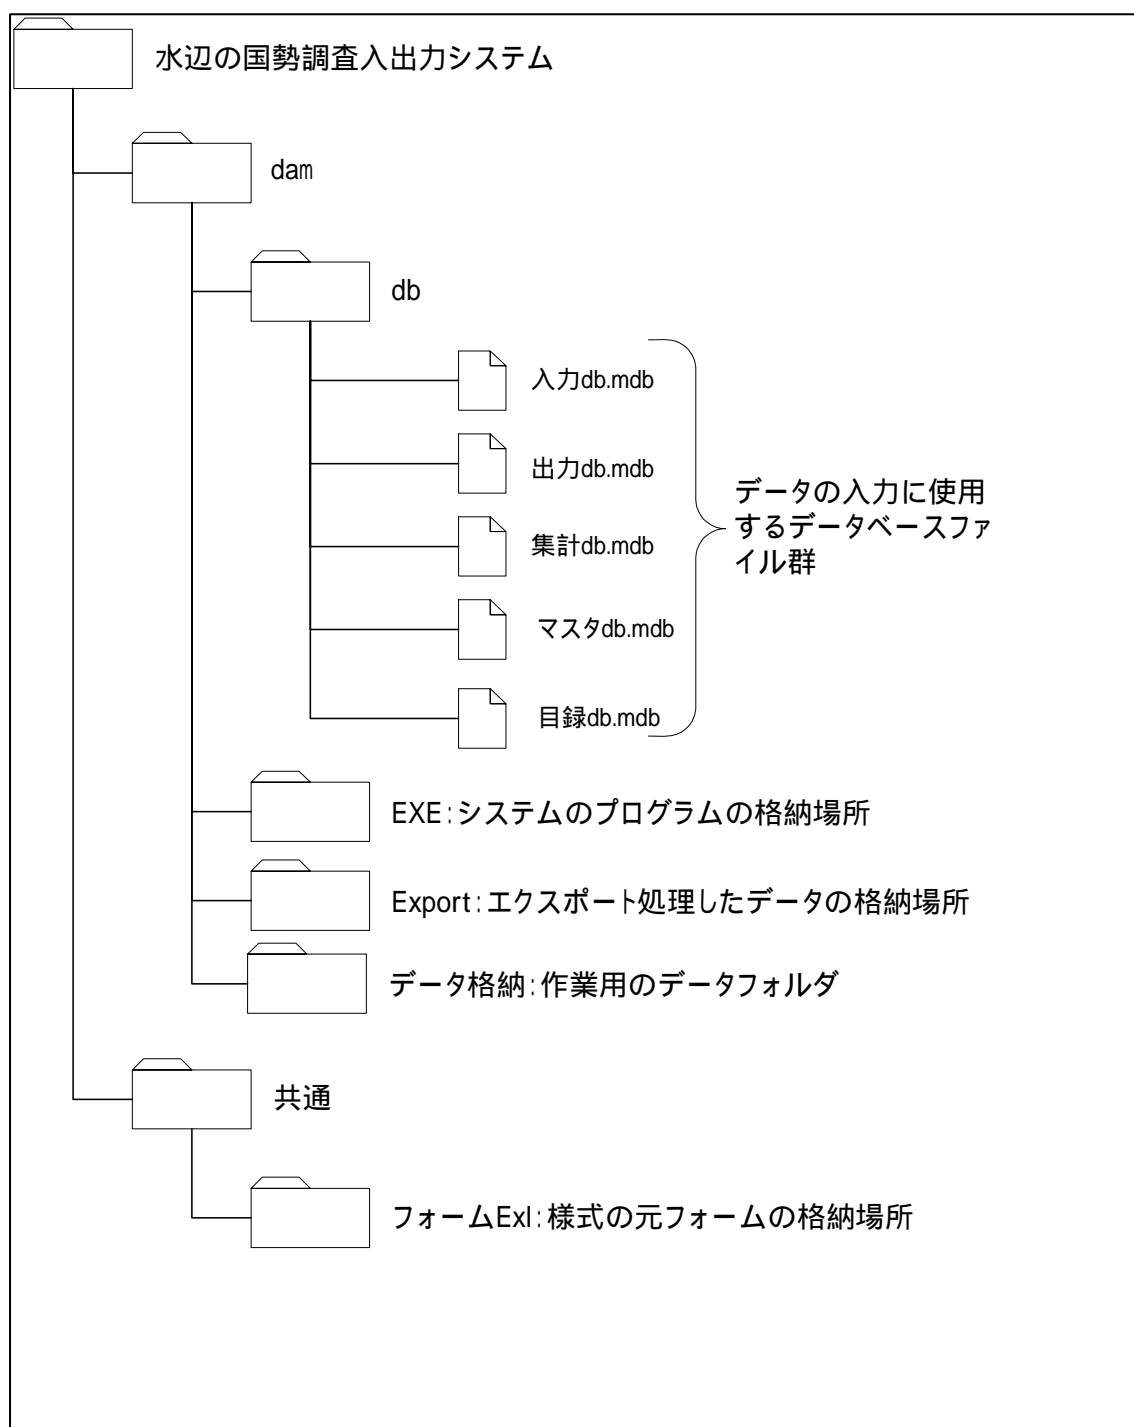 水辺の国勢調査入出力システム
dam
db
入力db.mdb
出力db.mdb
集計db.mdb
マスタdb.mdb
目録db.mdb
データの入力に使用
するデータベースファ
イル群
EXE:システムのプログラムの格納場所
Export:エクスポート処理したデータの格納場所
データ格納:作業用のデータフォルダ
共通
フォームExl:様式の元フォームの格納場所